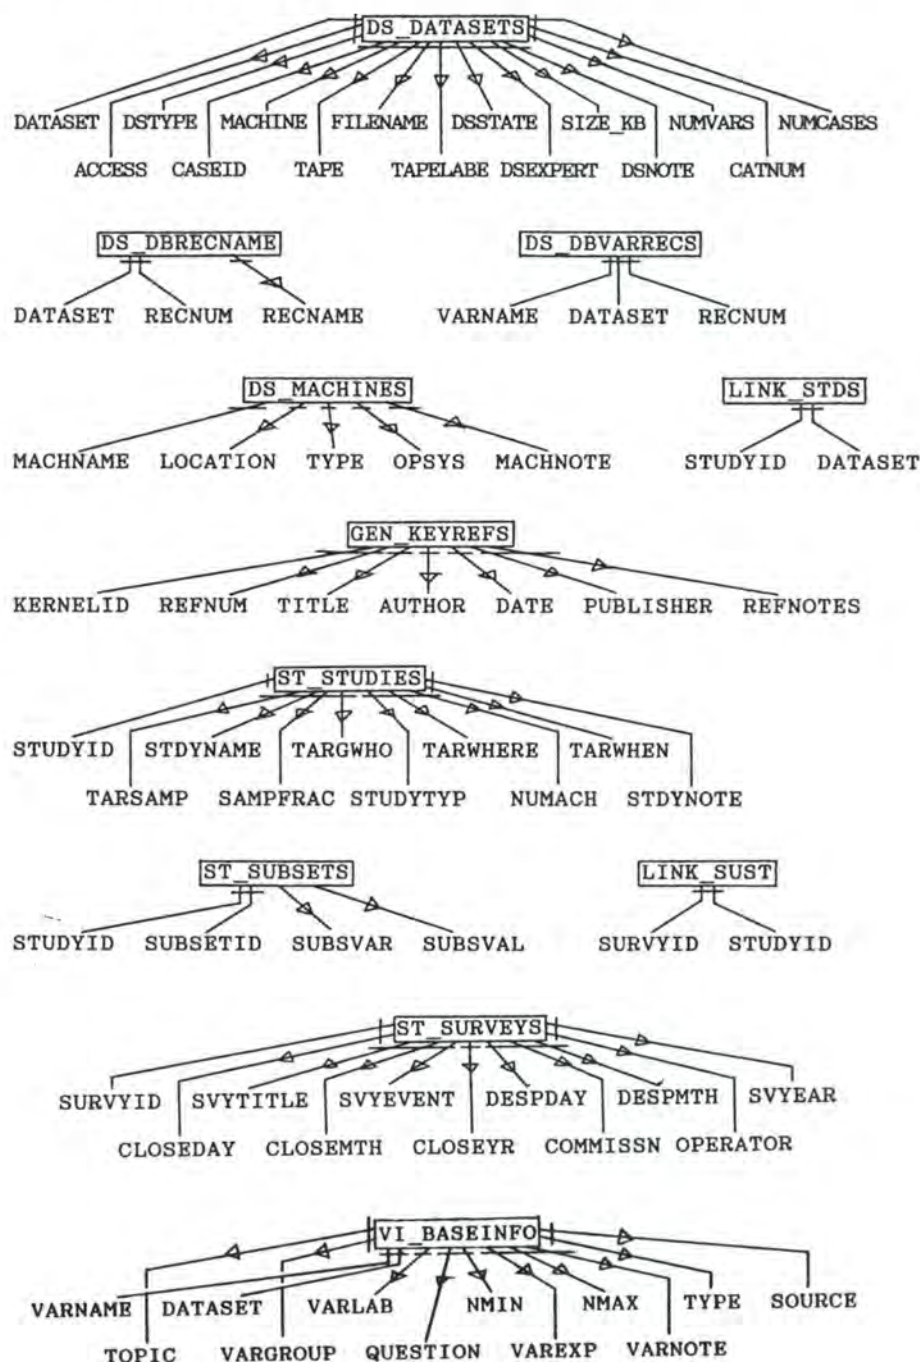 DS_DATASETS
DATASET DSTYPE MACHINE FILENAME DSSTATE SIZE_KB NUMVARS NUMCASES
ACCESS CASEID TAPE TAPELABE DSEXPERT DSNOTE CATNUM
DS_DBRECNAME DS_DBVARRECS
DATASET RECNUM RECNAME VARNAME DATASET RECNUM
DS_MACHINES LINK_STDS
MACHNAME LOCATION TYPE OPSYS MACHNOTE STUDYID DATASET
GEN_KEYREFS
KERNELID REFNUM TITLE AUTHOR DATE PUBLISHER REFNOTES
ST_STUDIES
STUDYID STDYNAME TARGWHO TARWHERE TARWHEN
TARSAMP SAMPFRAC STUDYTYP NUMACH STDYNOTE
ST_SUBSETS LINK_SUST
STUDYID SUBSETID SUBSVAR SUBSVAL SURVYID STUDYID
ST_SURVEYS
SURVYID SVYTITLE SVYEVENT DESPDAY DESPMTH SVYEAR
CLOSEDAY CLOSEMTH CLOSEYR COMMISSN OPERATOR
VI_BASEINFO
VARNAME DATASET VARLAB NMIN NMAX TYPE SOURCE
TOPIC VARGROUP QUESTION VAREXP VARNOTE